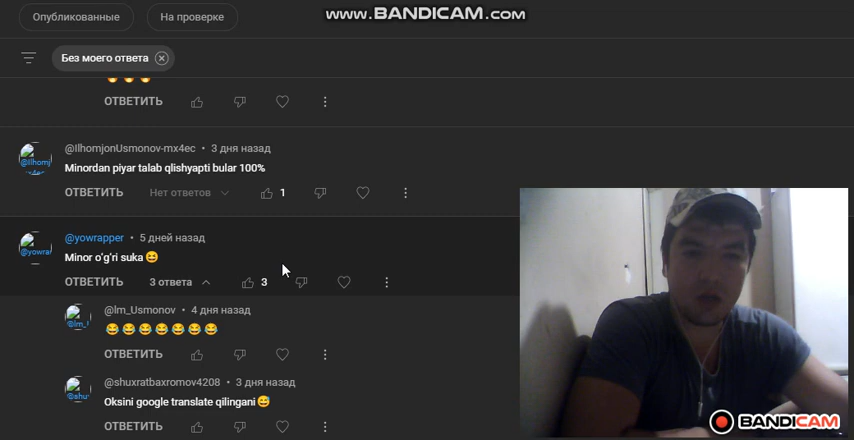 Опубликованные
На проверке
www.BANDICAM.com
Без моего ответа
ОТВЕТИТЬ
@IlhomjonUsmonov-mx4ec • 3 дня назад
Minordan piyar talab qlishyapti bular 100%
ОТВЕТИТЬ Нет ответов 1
@yowrapper • 5 дней назад
Minor oʻgʻri suka😆
ОТВЕТИТЬ 3 ответа 3
@lm_Usmonov • 4 дня назад
😂😂😂😂😂😂😂
ОТВЕТИТЬ
@shuxratbaxromov4208 • 3 дня назад
Oksini google translate qilingani😅
ОТВЕТИТЬ
BANDICAM